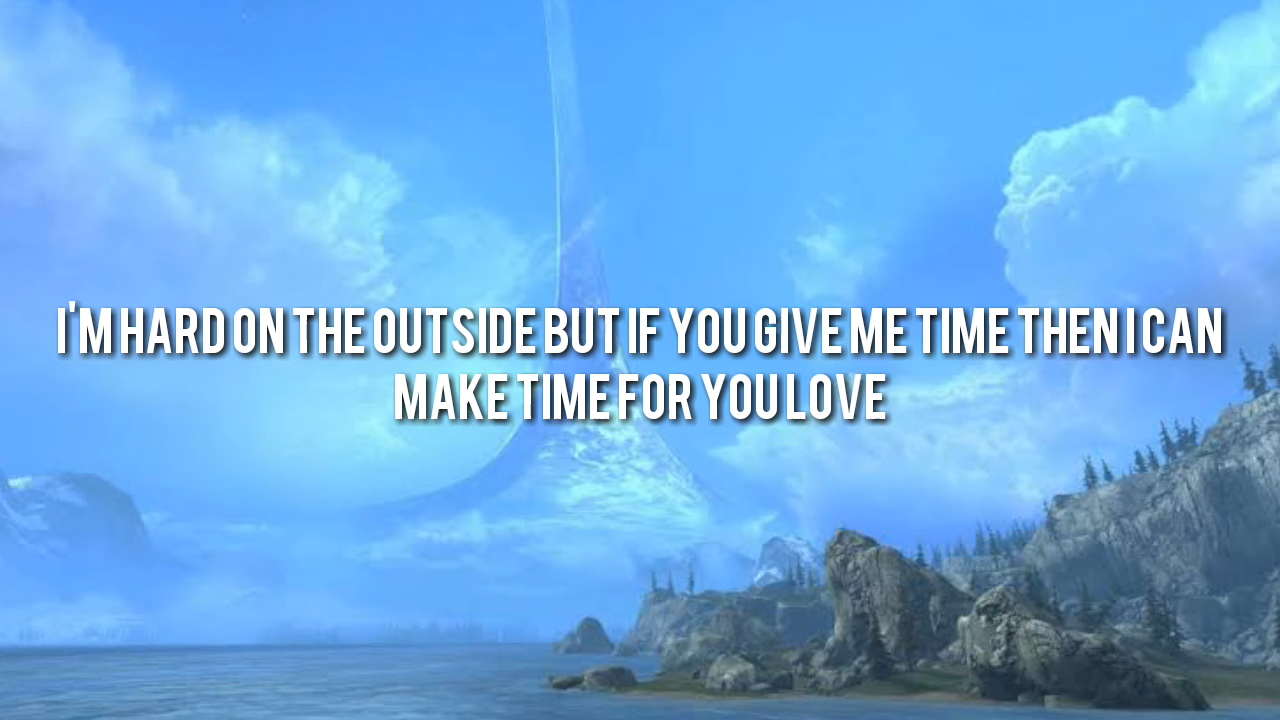 I'M HARD ON THE OUTSIDE BUT IF YOU GIVE ME TIME THEN I CAN
MAKE TIME FOR YOU LOVE